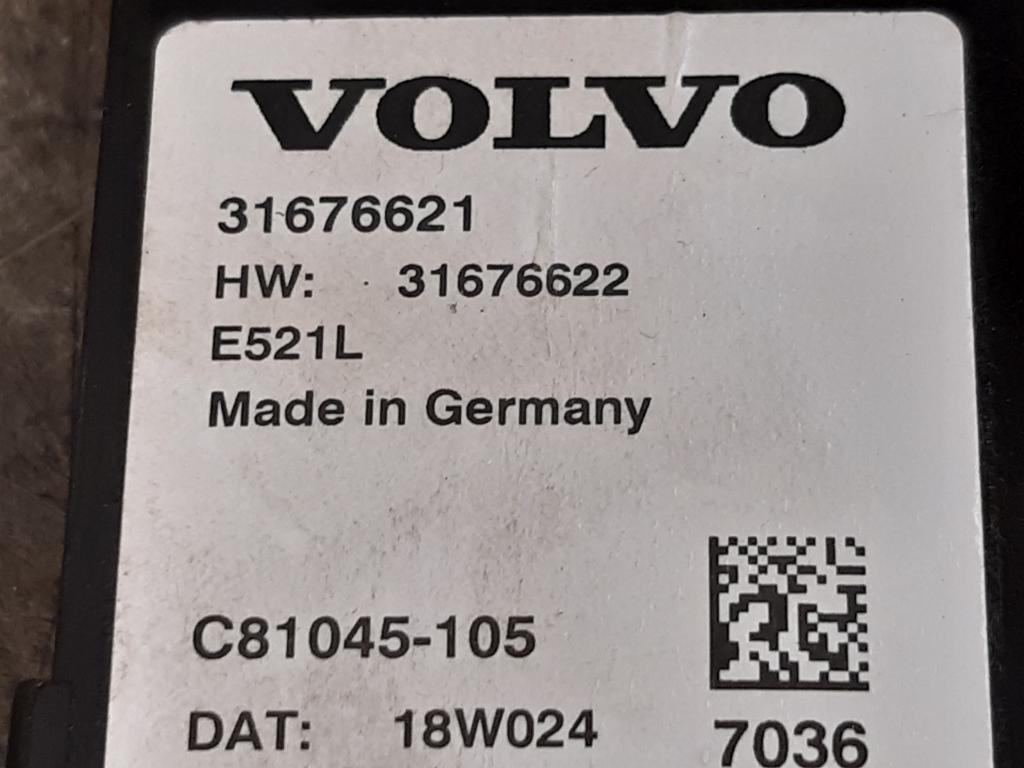 VOLVO
31676621
HW: 31676622
E521L
Made in Germany
C81045-105
DAT: 18W024 7036